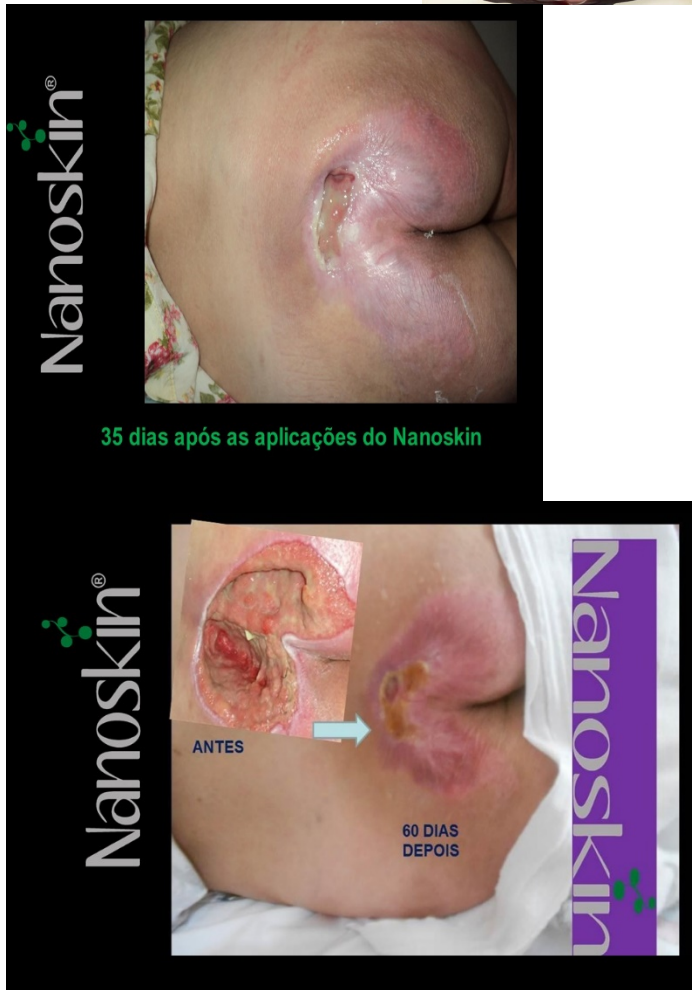 Nanoskin®
35 dias após as aplicações do Nanoskin
Nanoskin®
ANTES
60 DIAS
DEPOIS
Nanoskin